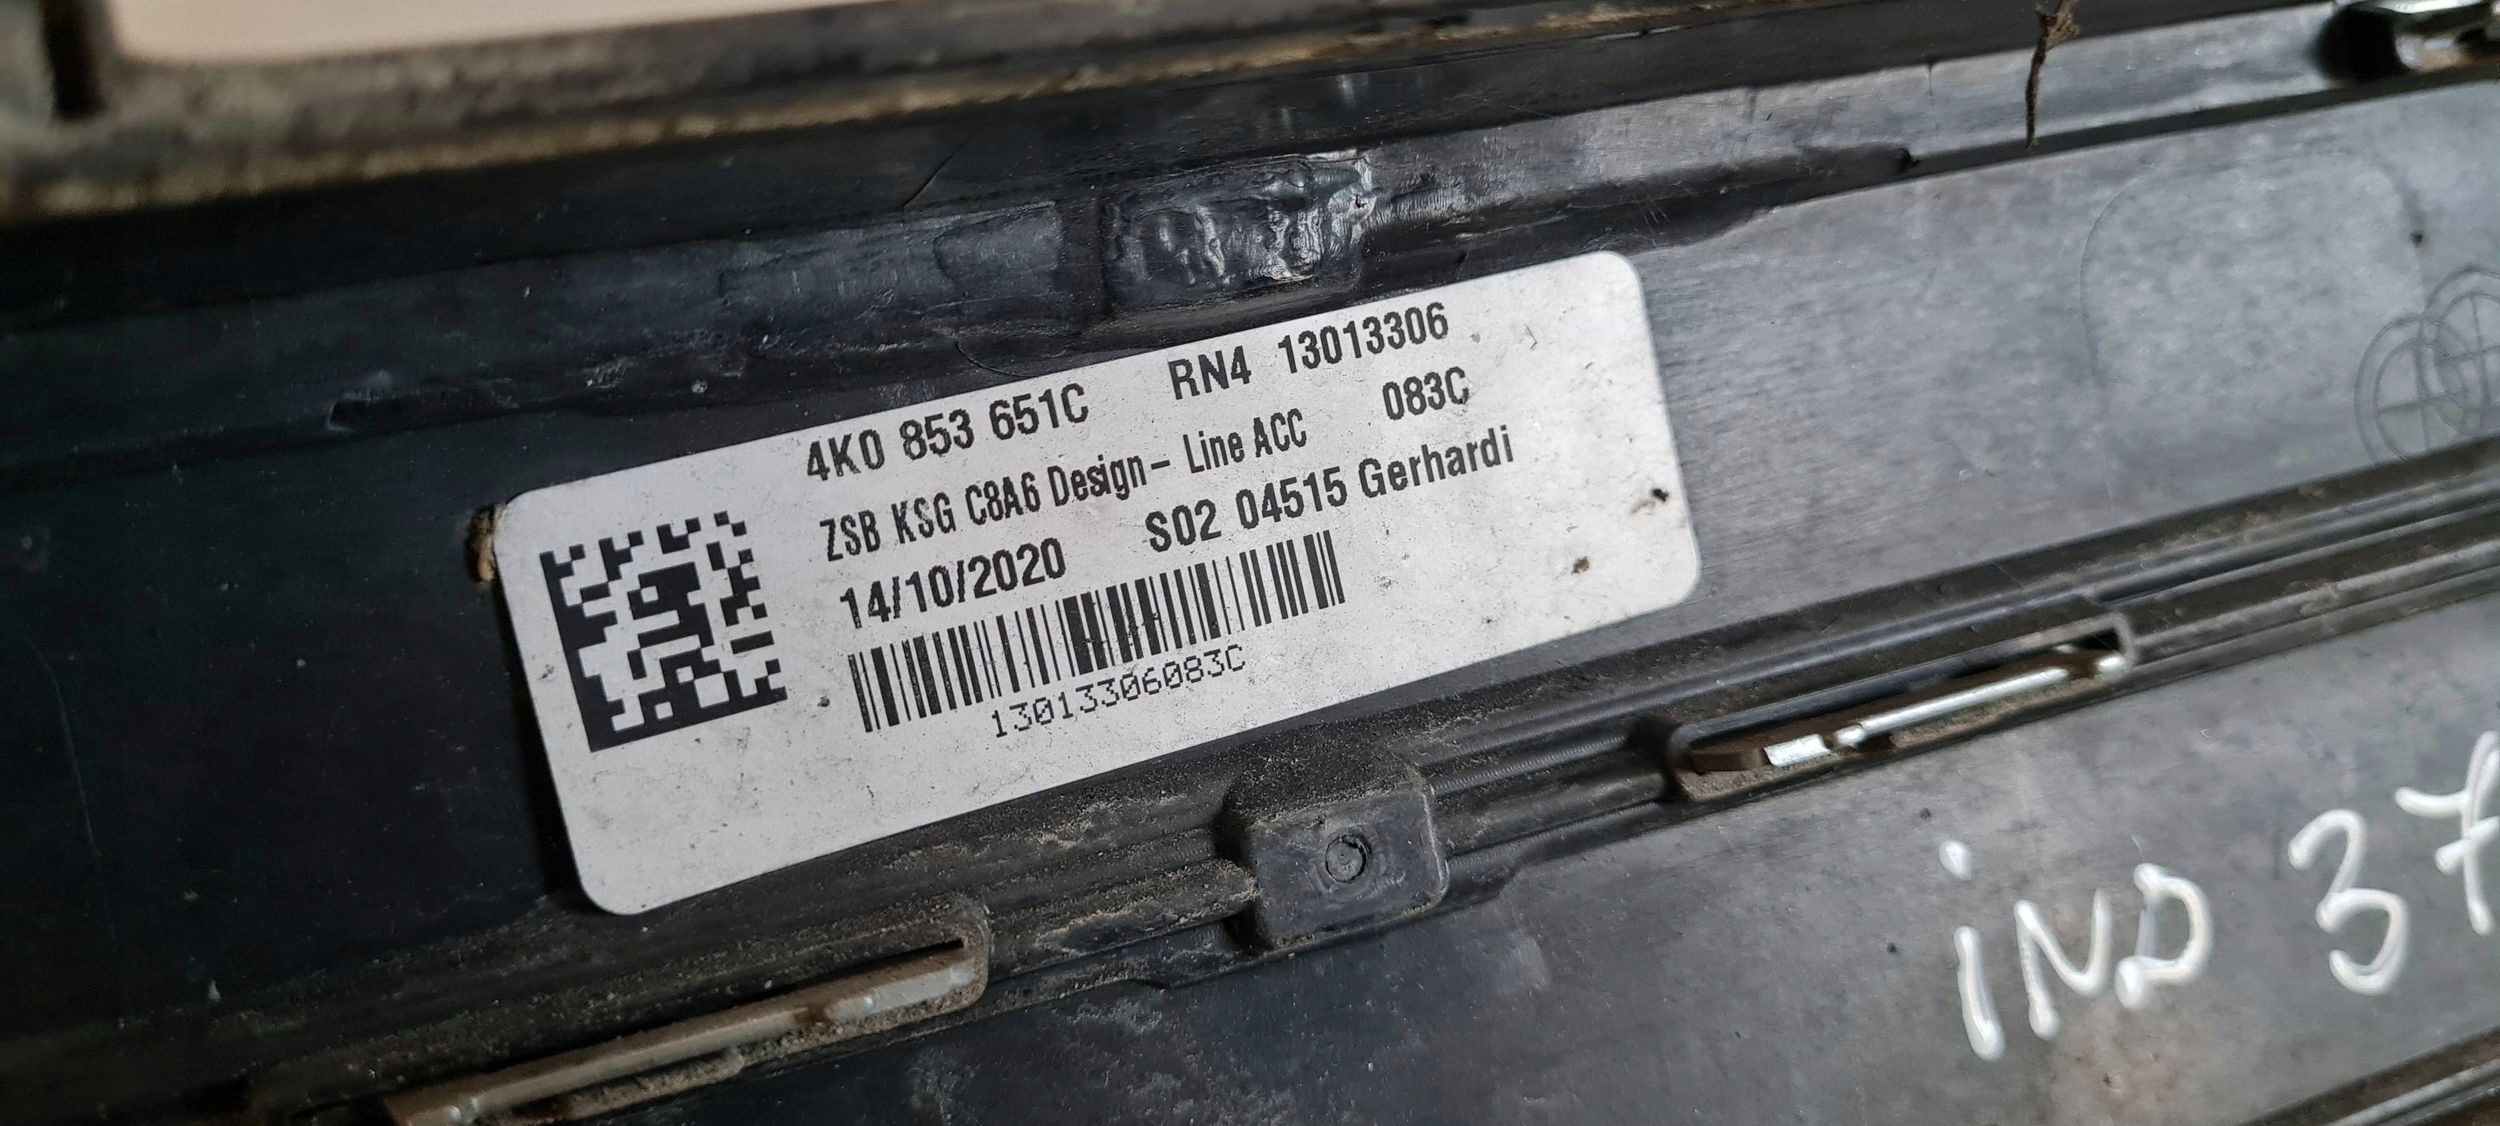 4K0 853 651C RN4 13013306
ZSB KSG C8A6 Design- Line ACC 083C
14/10/2020 S02 04515 Gerhardi
13013306083C
iND 37